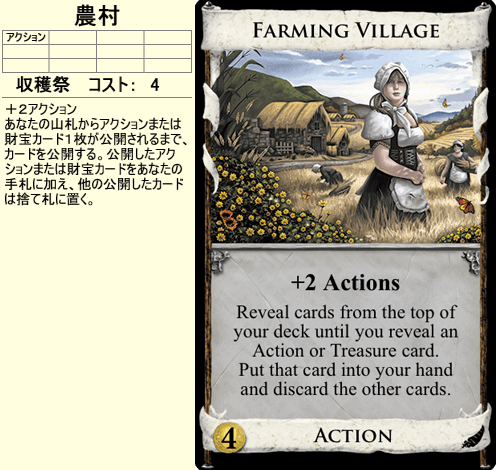 農村
アクション
収穫祭 コスト: 4
+2アクション
あなたの山札からアクションまたは
財宝カード1枚が公開されるまで、
カードを公開する。公開したアク
ションまたは財宝カードをあなたの
手札に加え、他の公開したカード
は捨て札に置く。
FARMING VILLAGE
+2 Actions
Reveal cards from the top of
your deck until you reveal an
Action or Treasure card.
Put that card into your hand
and discard the other cards.
4
ACTION